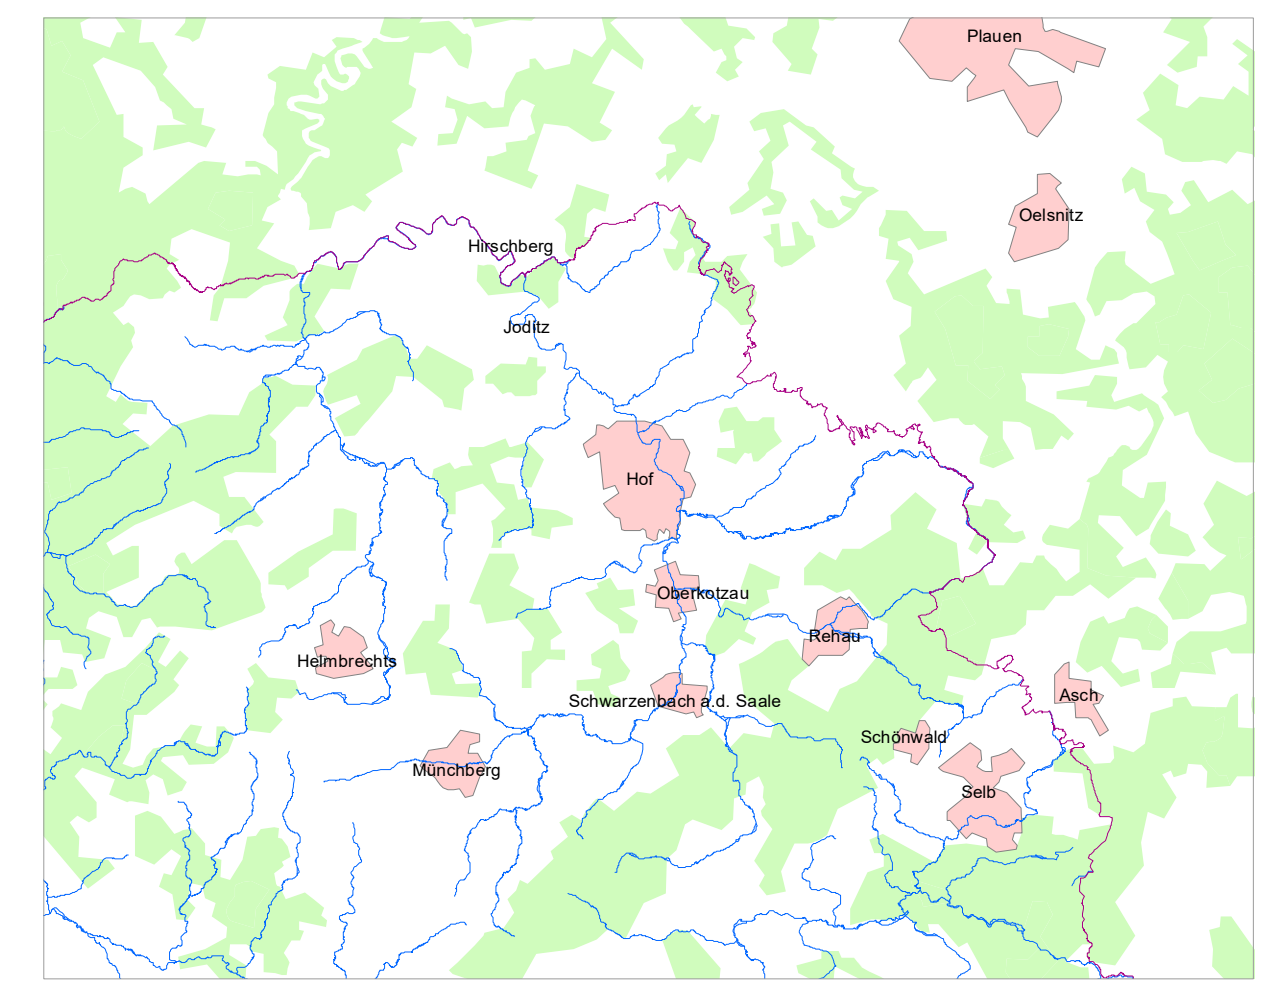 Plauen
Oelsnitz
Hirschberg
Joditz
Hof
Oberkotzau
Rehau
Helmbrechts
Asch
Schwarzenbach a.d. Saale
Schönwald
Münchberg
Selb